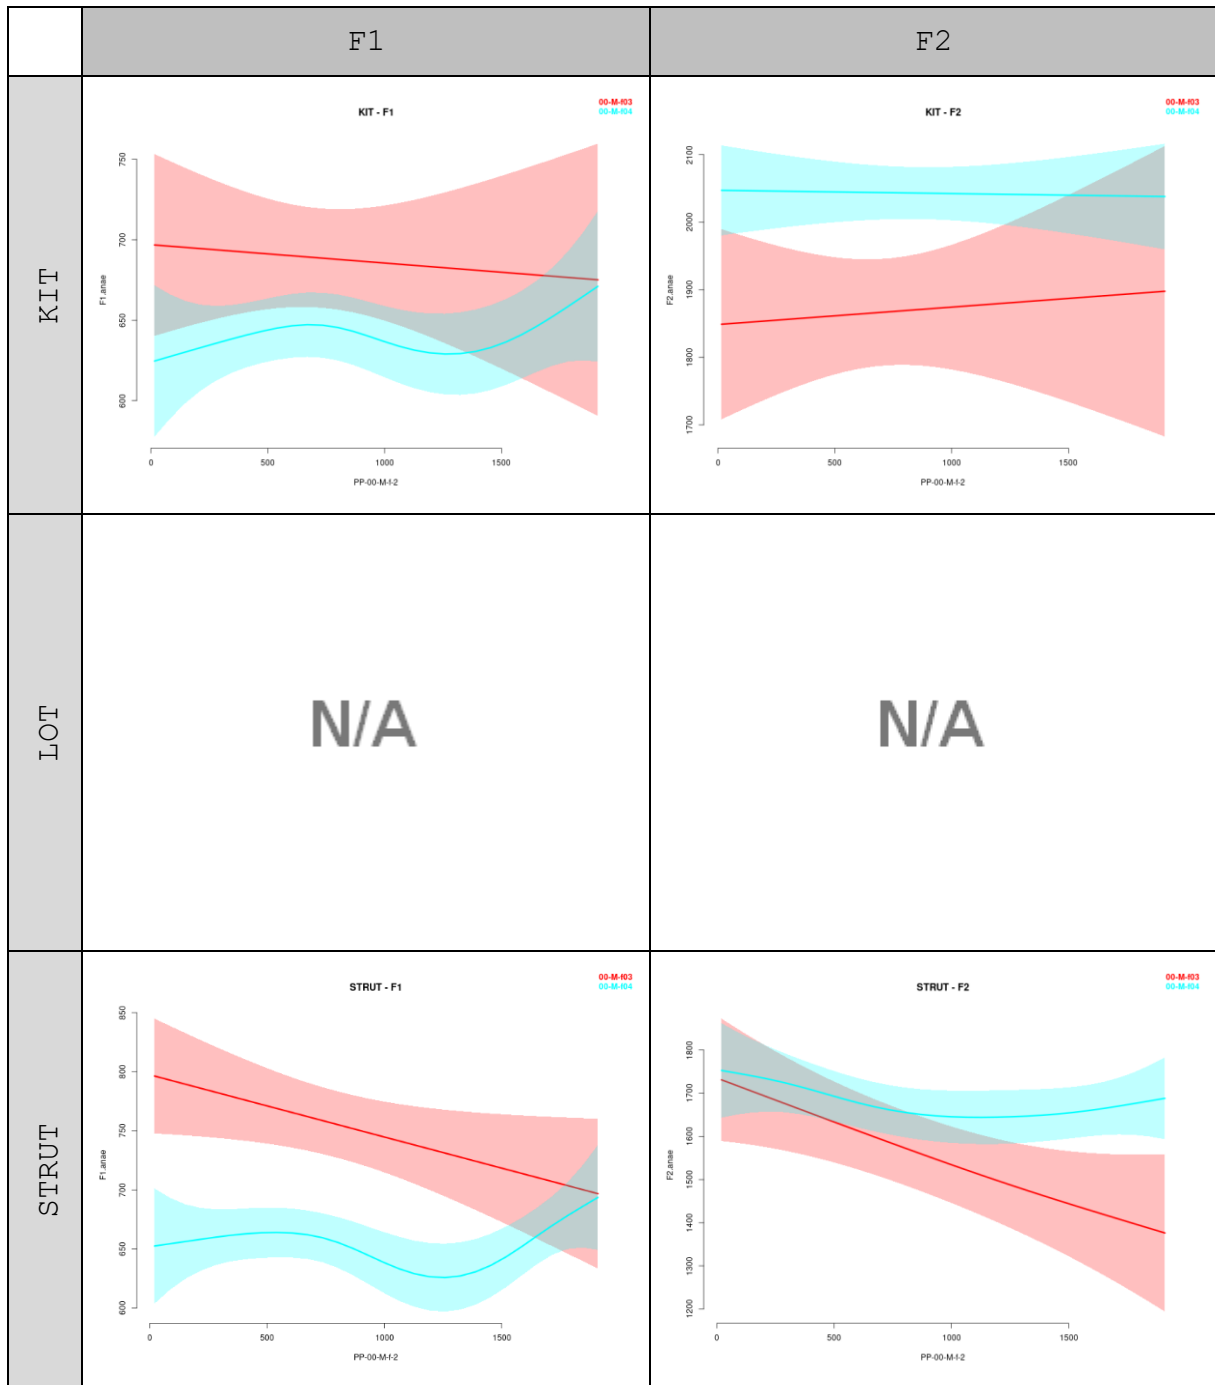 F1
F2
KIT
KIT - F1
00-M-f03
00-M-f04
F1.anae
750
700
650
600
0
500
1000
1500
PP-00-M-f-2
KIT - F2
00-M-f03
00-M-f04
F2.anae
2100
2000
1900
1800
1700
0
500
1000
1500
PP-00-M-f-2
LOT
N/A
N/A
STRUT
STRUT - F1
00-M-f03
00-M-f04
F1.anae
850
800
750
700
650
600
0
500
1000
1500
PP-00-M-f-2
STRUT - F2
00-M-f03
00-M-f04
F2.anae
1800
1700
1600
1500
1400
1300
1200
0
500
1000
1500
PP-00-M-f-2